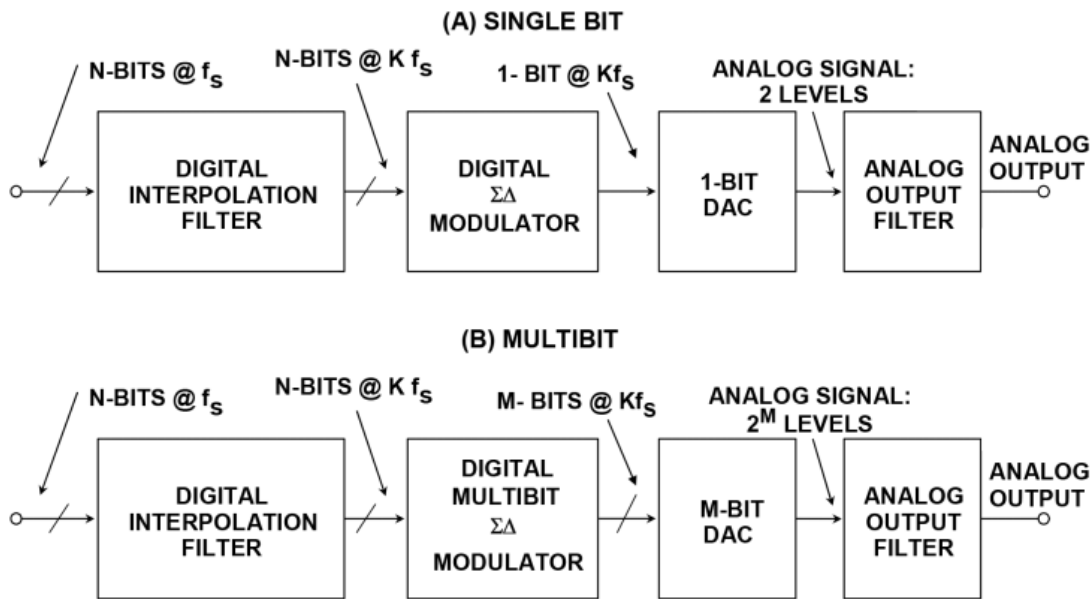 (A) SINGLE BIT
N-BITS @ fS
N-BITS @ K fS
1- BIT @ KfS
ANALOG SIGNAL:
2 LEVELS
DIGITAL
INTERPOLATION
FILTER
DIGITAL
ΣΔ
MODULATOR
1-BIT
DAC
ANALOG
OUTPUT
FILTER
ANALOG
OUTPUT
(B) MULTIBIT
N-BITS @ fS
N-BITS @ K fS
M- BITS @ KfS
ANALOG SIGNAL:
2^M LEVELS
DIGITAL
INTERPOLATION
FILTER
DIGITAL
MULTIBIT
ΣΔ
MODULATOR
M-BIT
DAC
ANALOG
OUTPUT
FILTER
ANALOG
OUTPUT